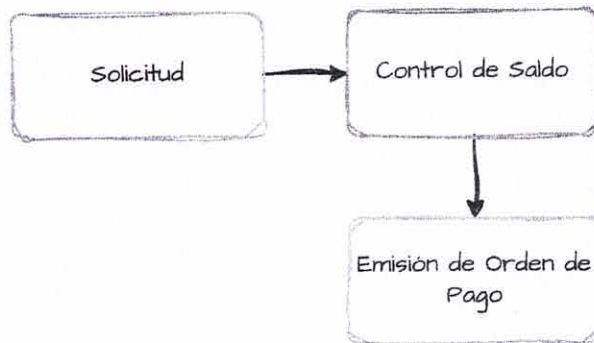 Solicitud
Control de Saldo
Emisión de Orden de
Pago